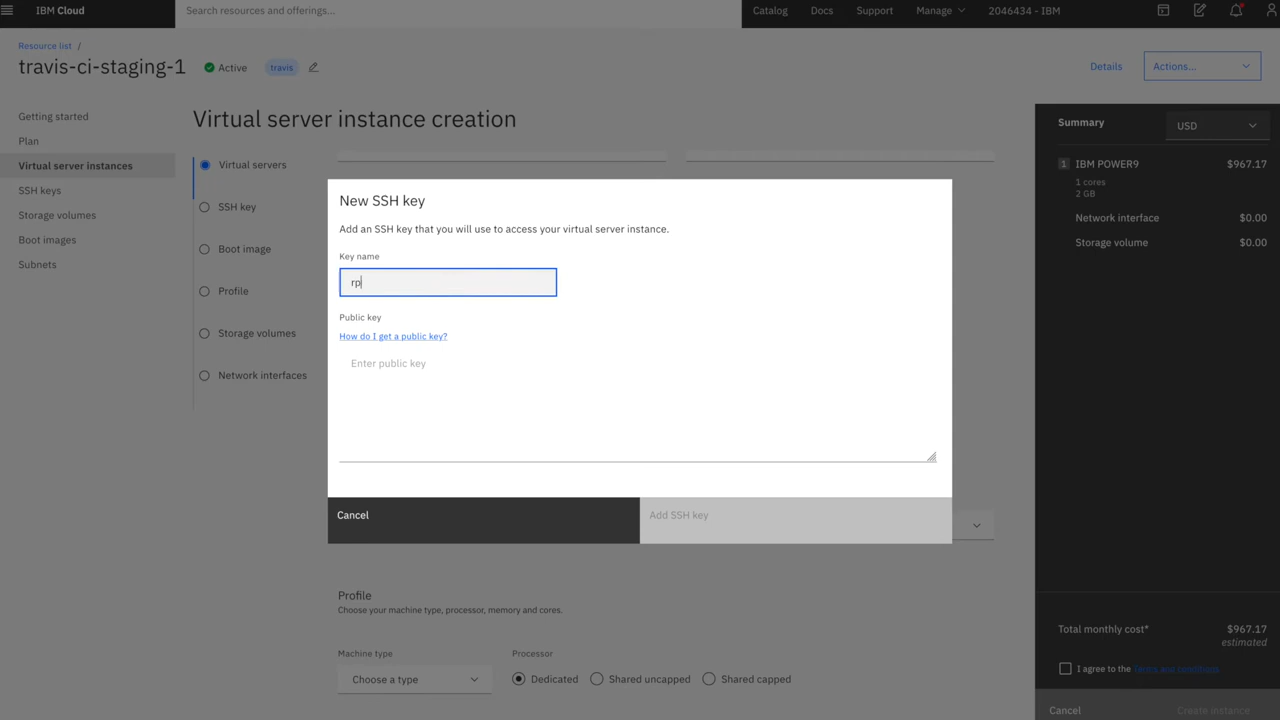 IBM Cloud
Search resources and offerings...
Catalog
Docs
Support
Manage
2046434 - IBM
Resource list /
travis-ci-staging-1
Active
travis
Details
Actions...
Getting started
Plan
Virtual server instances
SSH keys
Storage volumes
Boot images
Subnets
Virtual server instance creation
Virtual servers
SSH key
Boot image
Profile
Storage volumes
Network interfaces
New SSH key
Add an SSH key that you will use to access your virtual server instance.
Key name
rp
Public key
How do I get a public key?
Enter public key
Cancel
Add SSH key
Profile
Choose your machine type, processor, memory and cores.
Machine type
Choose a type
Processor
Dedicated
Shared uncapped
Shared capped
Summary
USD
1 IBM POWER9 $967.17
1 cores
2 GB
Network interface $0.00
Storage volume $0.00
Total monthly cost* $967.17
estimated
I agree to the Terms and conditions.
Cancel
Create instance